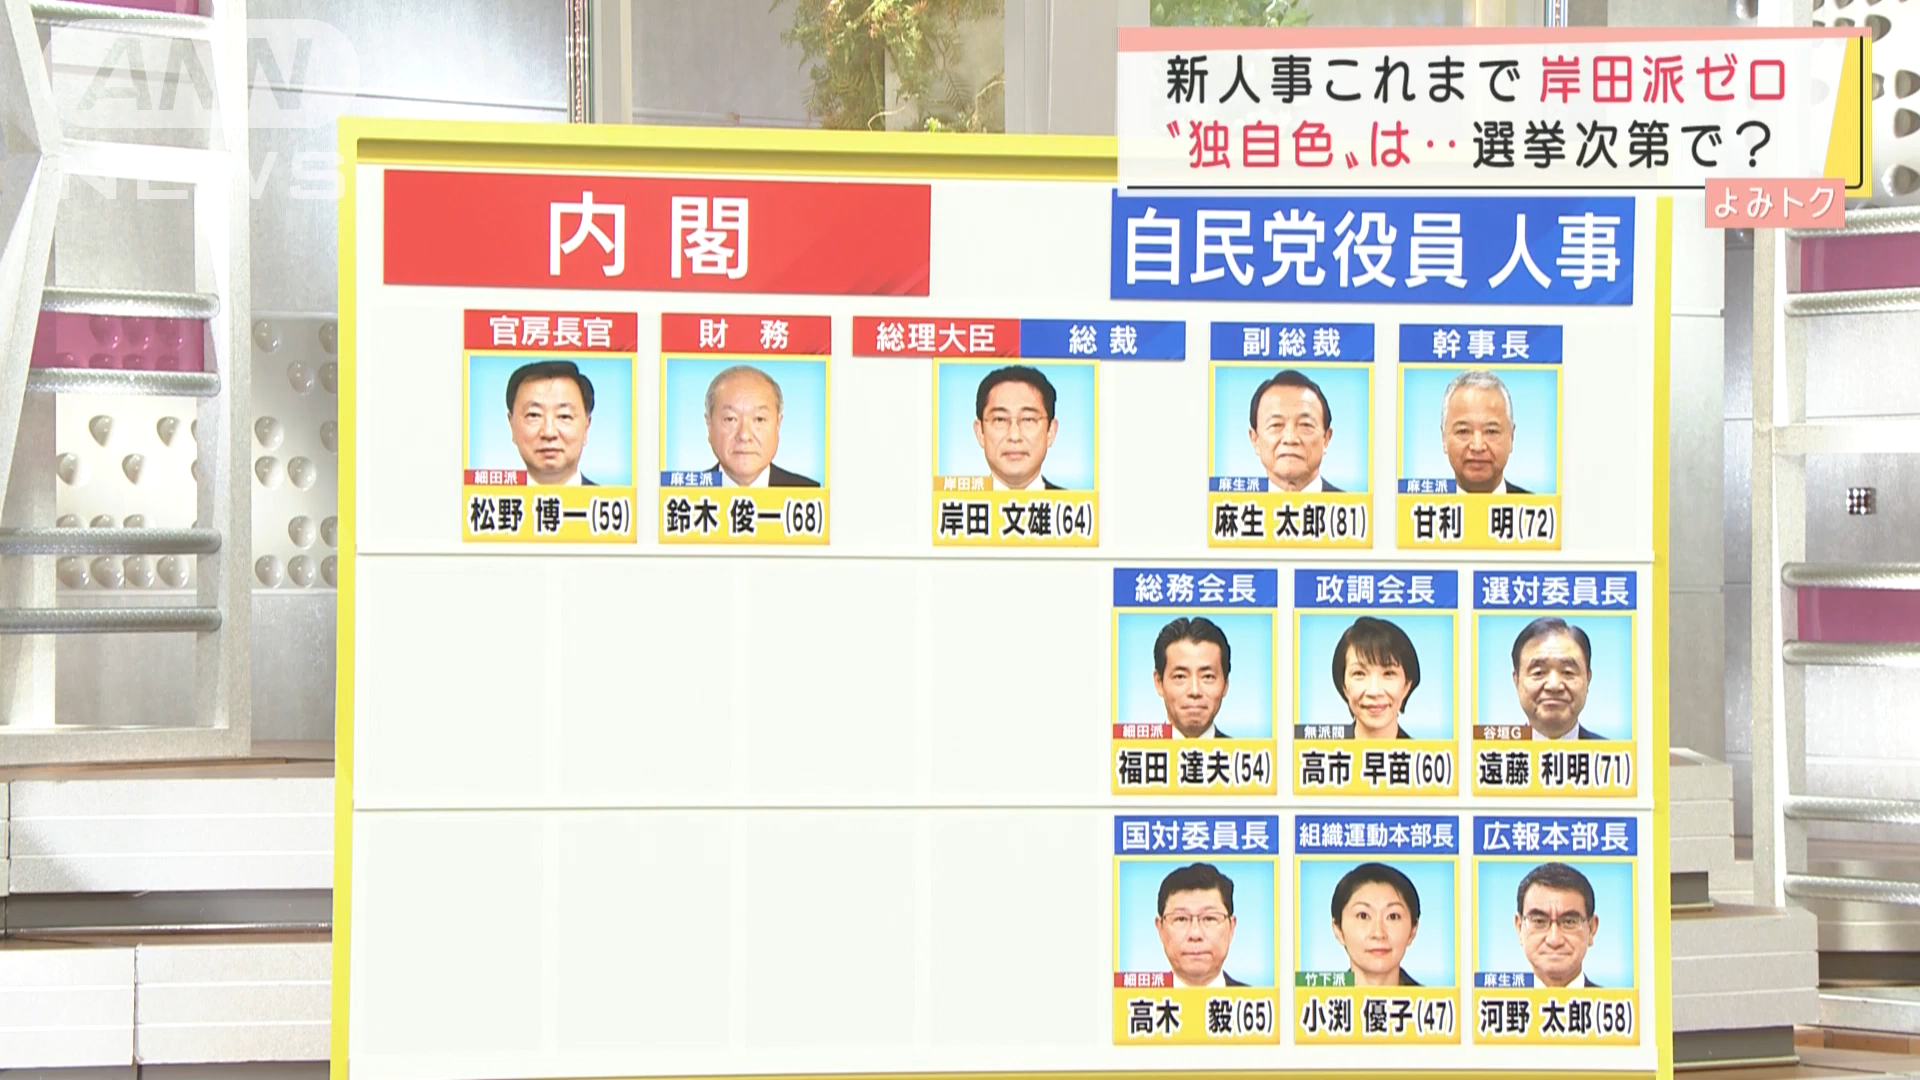 ANN
NEWS
新人事これまで 岸田派ゼロ
〝独自色〟は‥選挙次第で？
よみトク
内閣
自民党役員人事
官房長官
細田派
松野 博一(59)
財務
麻生派
鈴木 俊一(68)
総理大臣 総裁
岸田派
岸田 文雄(64)
副総裁
麻生派
麻生 太郎(81)
幹事長
麻生派
甘利 明(72)
総務会長
細田派
福田 達夫(54)
政調会長
無派閥
高市 早苗(60)
選対委員長
谷垣G
遠藤 利明(71)
国対委員長
細田派
高木 毅(65)
組織運動本部長
竹下派
小渕 優子(47)
広報本部長
麻生派
河野 太郎(58)